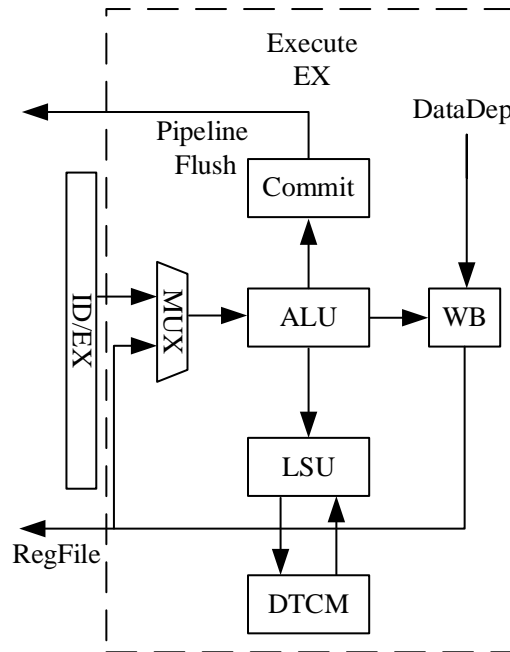 Execute
EX
DataDep
Pipeline
Flush
Commit
ID/EX
MUX
ALU
WB
LSU
RegFile
DTCM